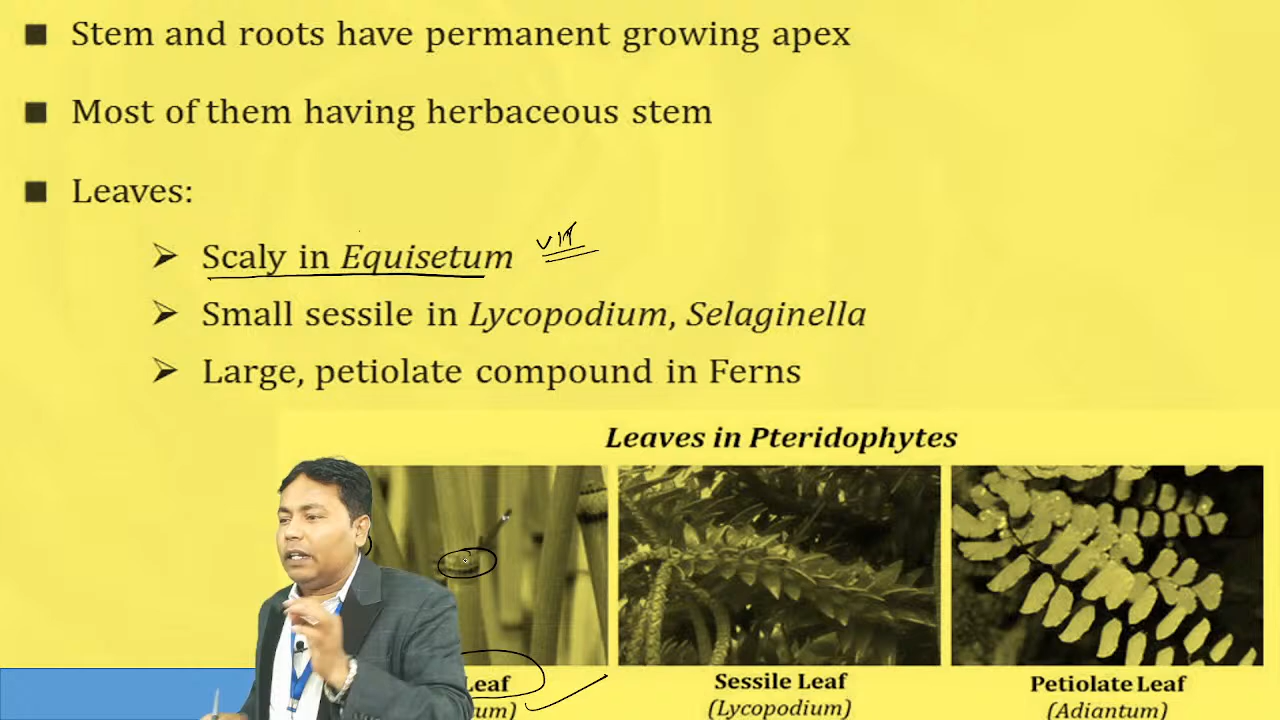 Stem and roots have permanent growing apex
Most of them having herbaceous stem
Leaves:
Scaly in Equisetum
Small sessile in Lycopodium, Selaginella
Large, petiolate compound in Ferns
Leaves in Pteridophytes
Leaf
Sessile Leaf
(Lycopodium)
Petiolate Leaf
(Adiantum)